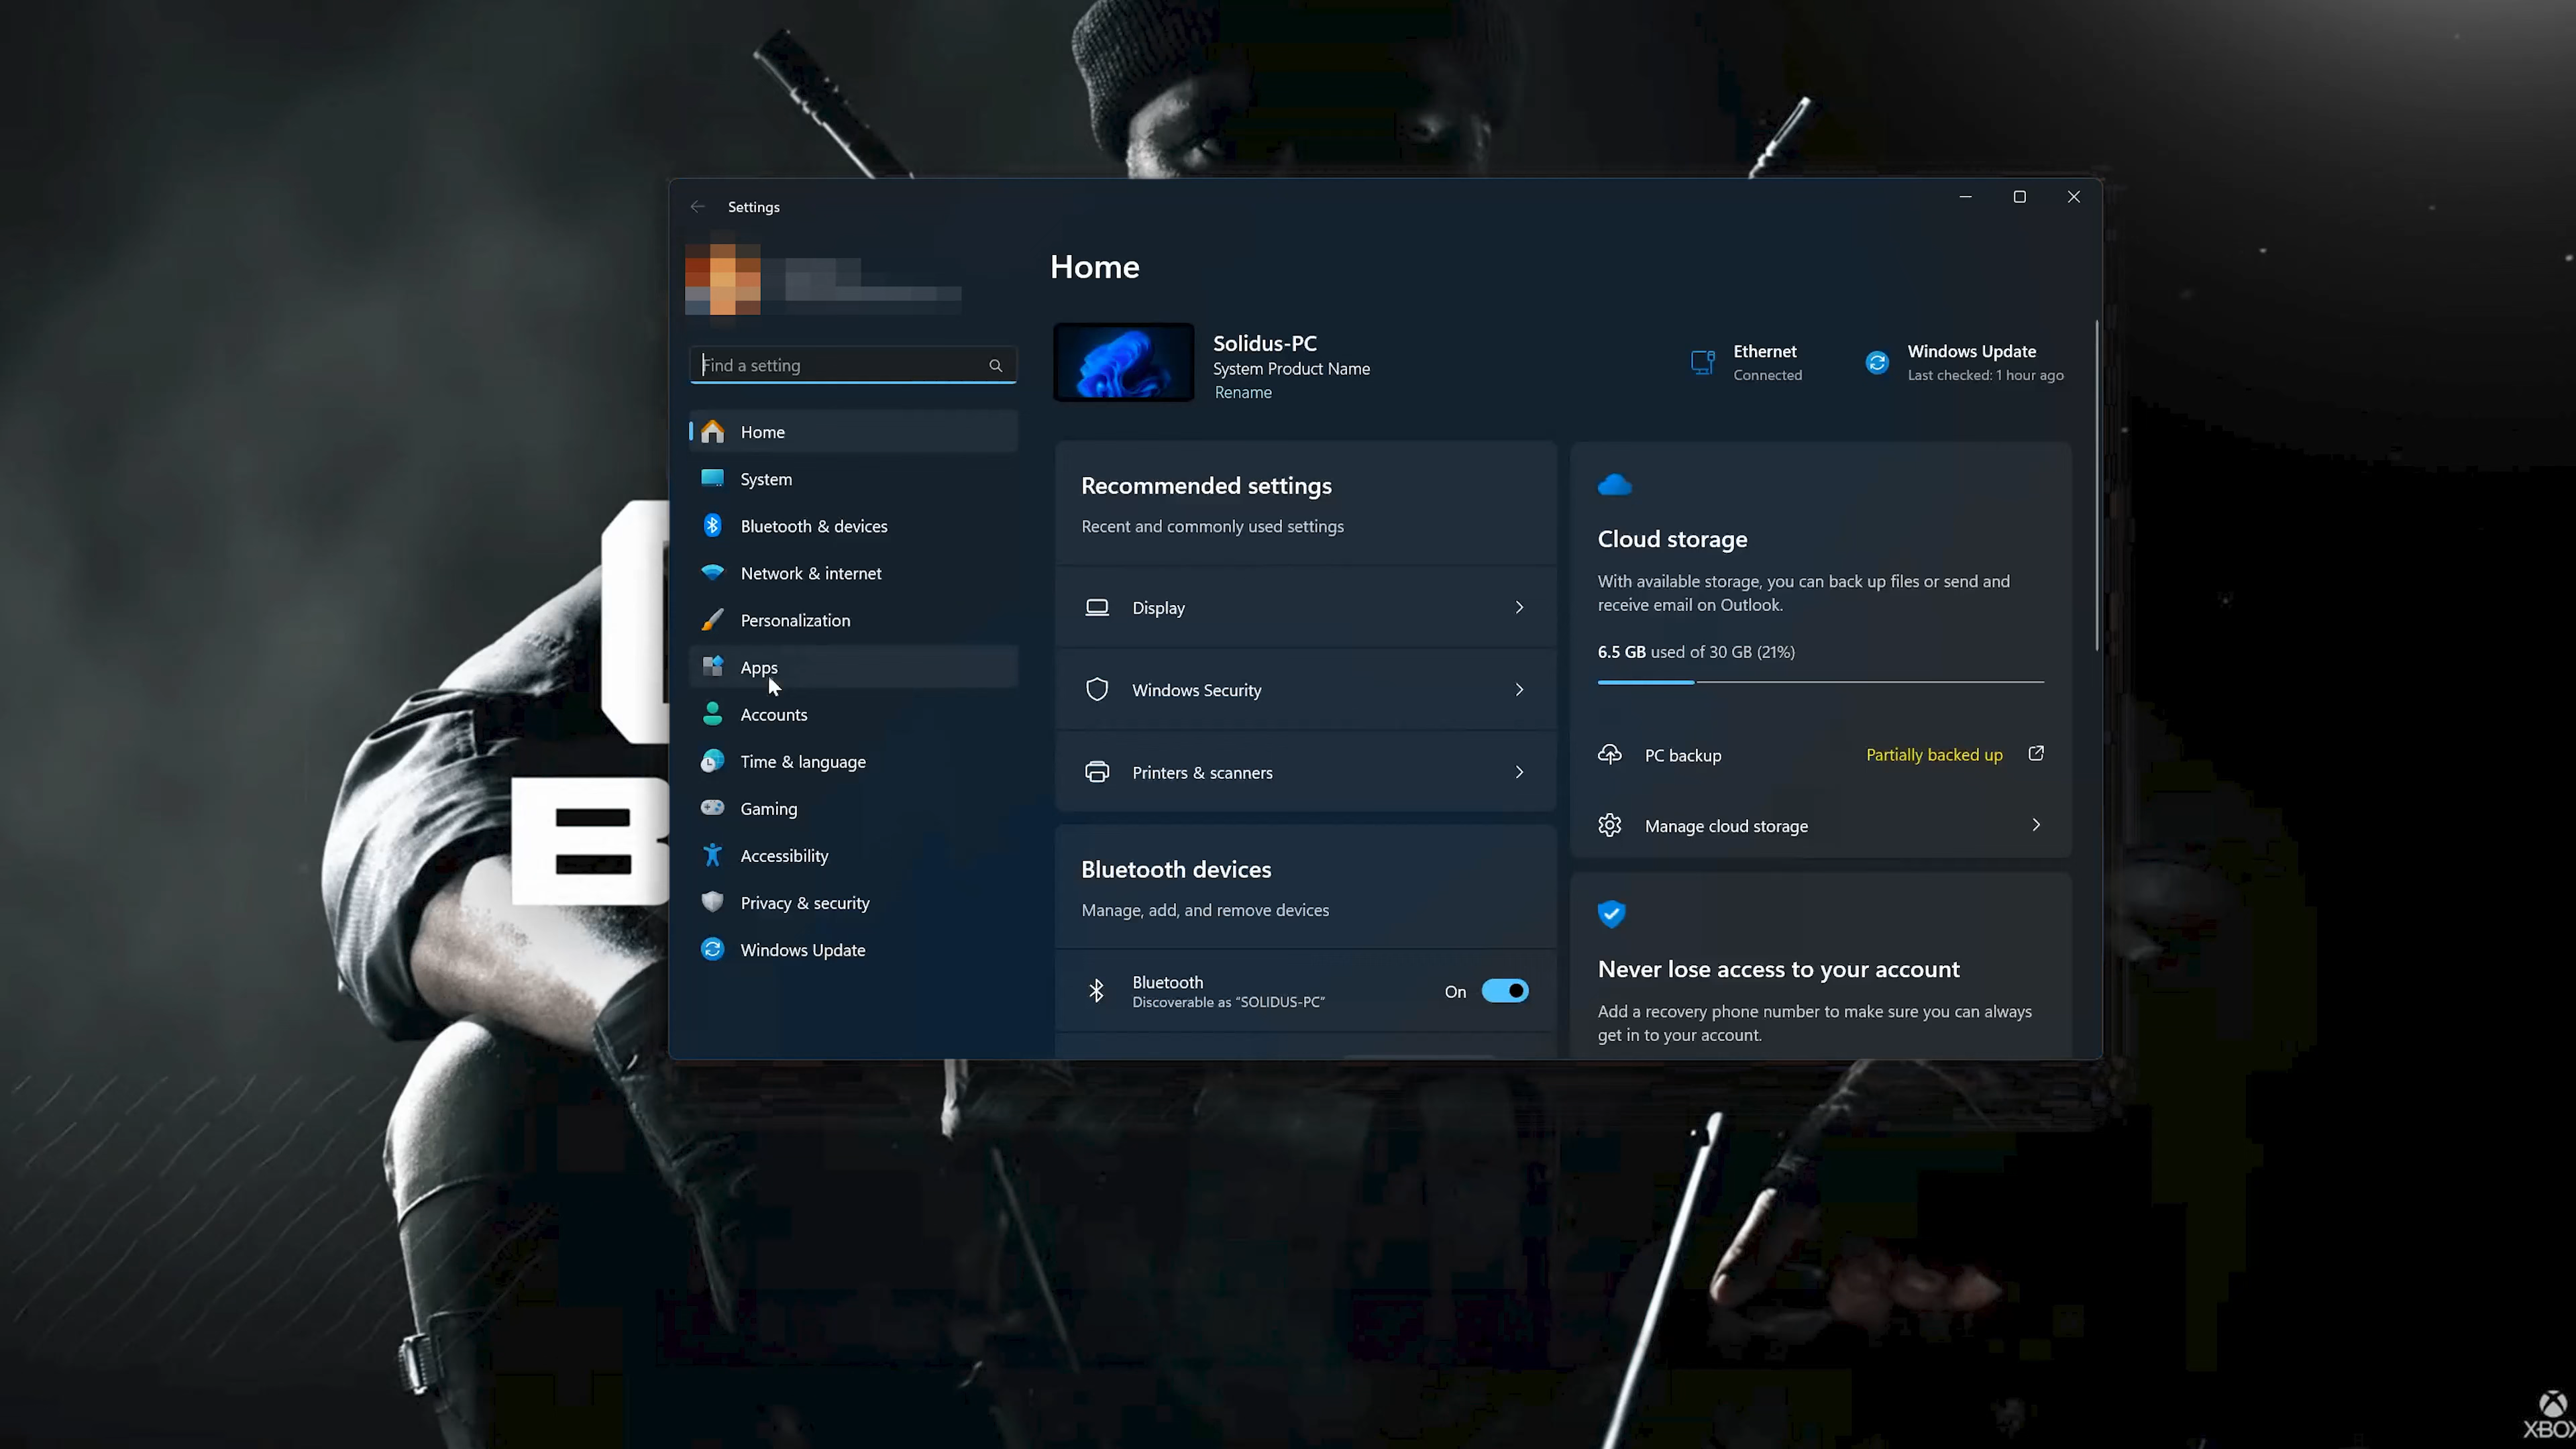 Settings
Find a setting
Home
System
Bluetooth & devices
Network & internet
Personalization
Apps
Accounts
Time & language
Gaming
Accessibility
Privacy & security
Windows Update
Home
Solidus-PC
System Product Name
Rename
Ethernet
Connected
Windows Update
Last checked: 1 hour ago
Recommended settings
Recent and commonly used settings
Display
Windows Security
Printers & scanners
Bluetooth devices
Manage, add, and remove devices
Bluetooth
Discoverable as “SOLIDUS-PC”
On
Cloud storage
With available storage, you can back up files or send and
receive email on Outlook.
6.5 GB used of 30 GB (21%)
PC backup
Partially backed up
Manage cloud storage
Never lose access to your account
Add a recovery phone number to make sure you can always
get in to your account.
XBOX